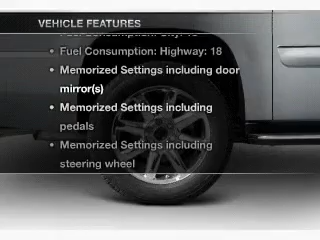 VEHICLE FEATURES
• Fuel Consumption: Highway: 18
• Memorized Settings including door
mirror(s)
• Memorized Settings including
pedals
• Memorized Settings including
steering wheel